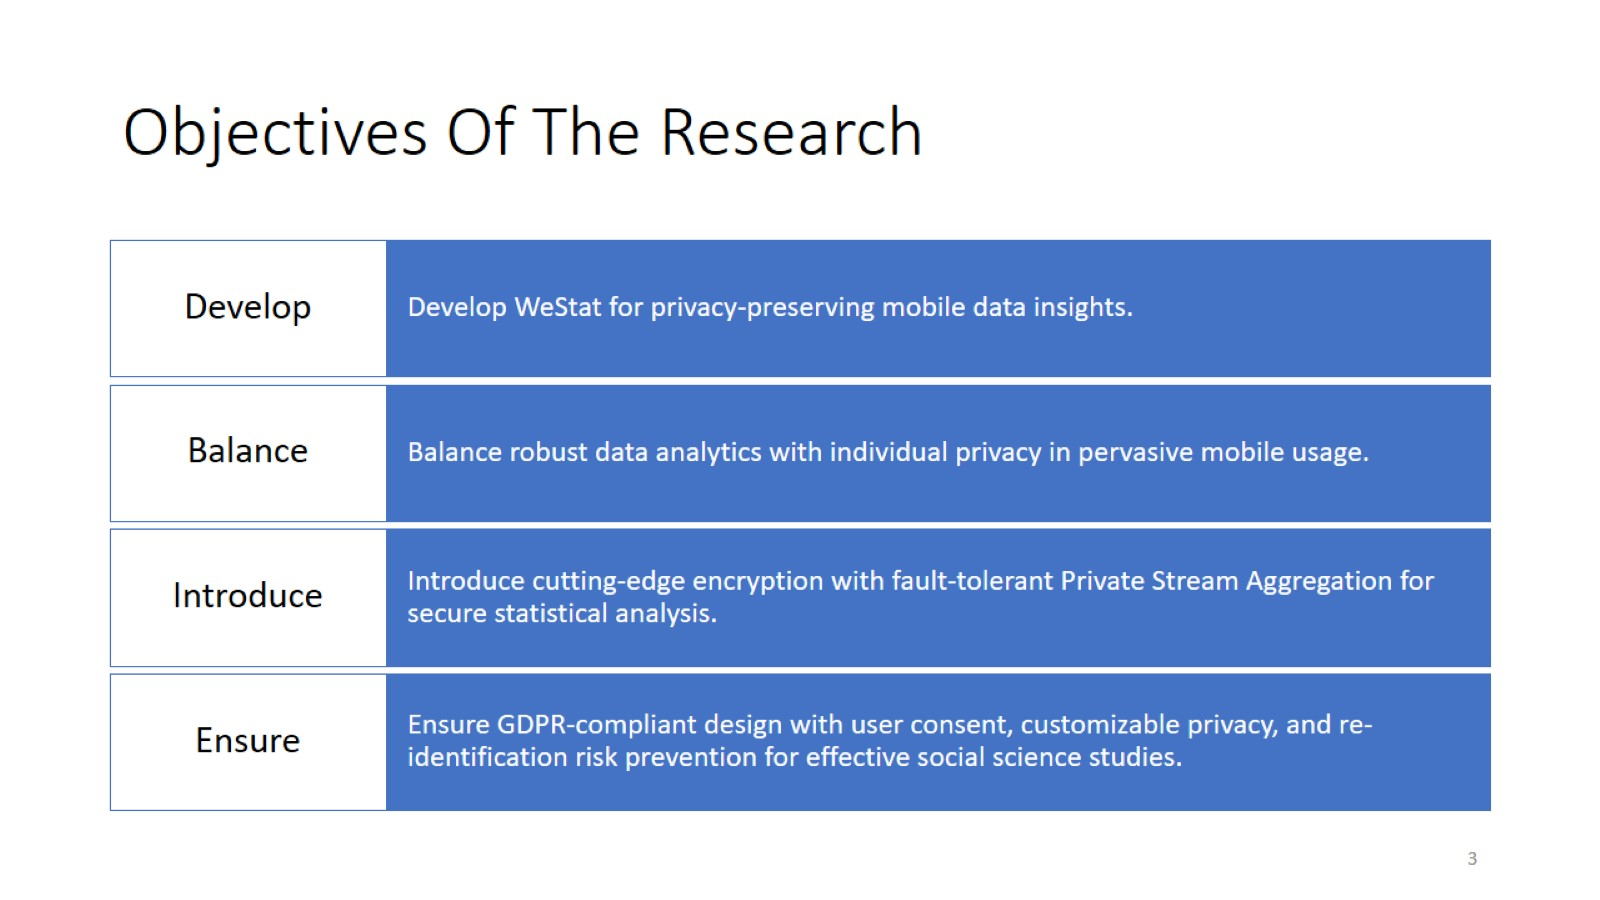 Objectives Of The Research
Develop
Develop WeStat for privacy-preserving mobile data insights.
Balance
Balance robust data analytics with individual privacy in pervasive mobile usage.
Introduce
Introduce cutting-edge encryption with fault-tolerant Private Stream Aggregation for
secure statistical analysis.
Ensure
Ensure GDPR-compliant design with user consent, customizable privacy, and re-
identification risk prevention for effective social science studies.
3